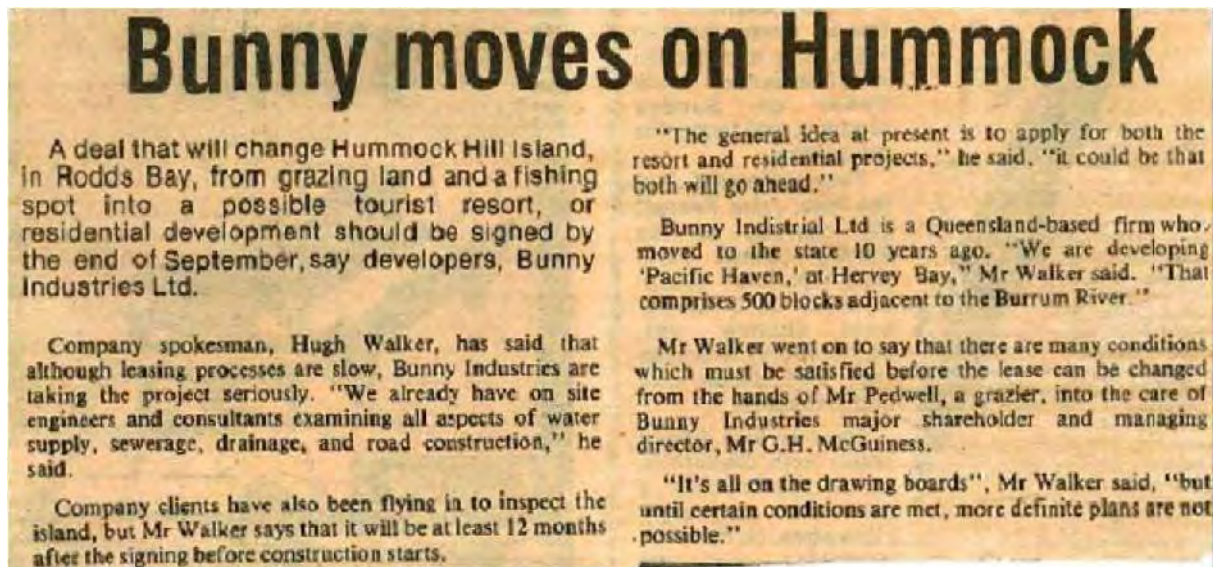 Bunny moves on Hummock
A deal that will change Hummock Hill Island,
in Rodds Bay, from grazing land and a fishing
spot into a possible tourist resort, or
residential development should be signed by
the end of September, say developers, Bunny
Industries Ltd.
Company spokesman, Hugh Walker, has said that
although leasing processes are slow, Bunny Industries are
taking the project seriously. "We already have on site
engineers and consultants examining all aspects of water
supply, sewerage, drainage, and road construction," he
said.
Company clients have also been flying in to inspect the
island, but Mr Walker says that it will be at least 12 months
after the signing before construction starts.
"The general idea at present is to apply for both the
resort and residential projects," he said, "it could be that
both will go ahead."
Bunny Indistrial Ltd is a Queensland-based firm who
moved to the state 10 years ago. "We are developing
'Pacific Haven,' at Hervey Bay," Mr Walker said. "That
comprises 500 blocks adjacent to the Burrum River."
Mr Walker went on to say that there are many conditions
which must be satisfied before the lease can be changed
from the hands of Mr Pedwell, a grazier, into the care of
Bunny Industries major shareholder and managing
director, Mr G.H. McGuiness.
"It's all on the drawing boards", Mr Walker said, "but
until certain conditions are met, more definite plans are not
possible."